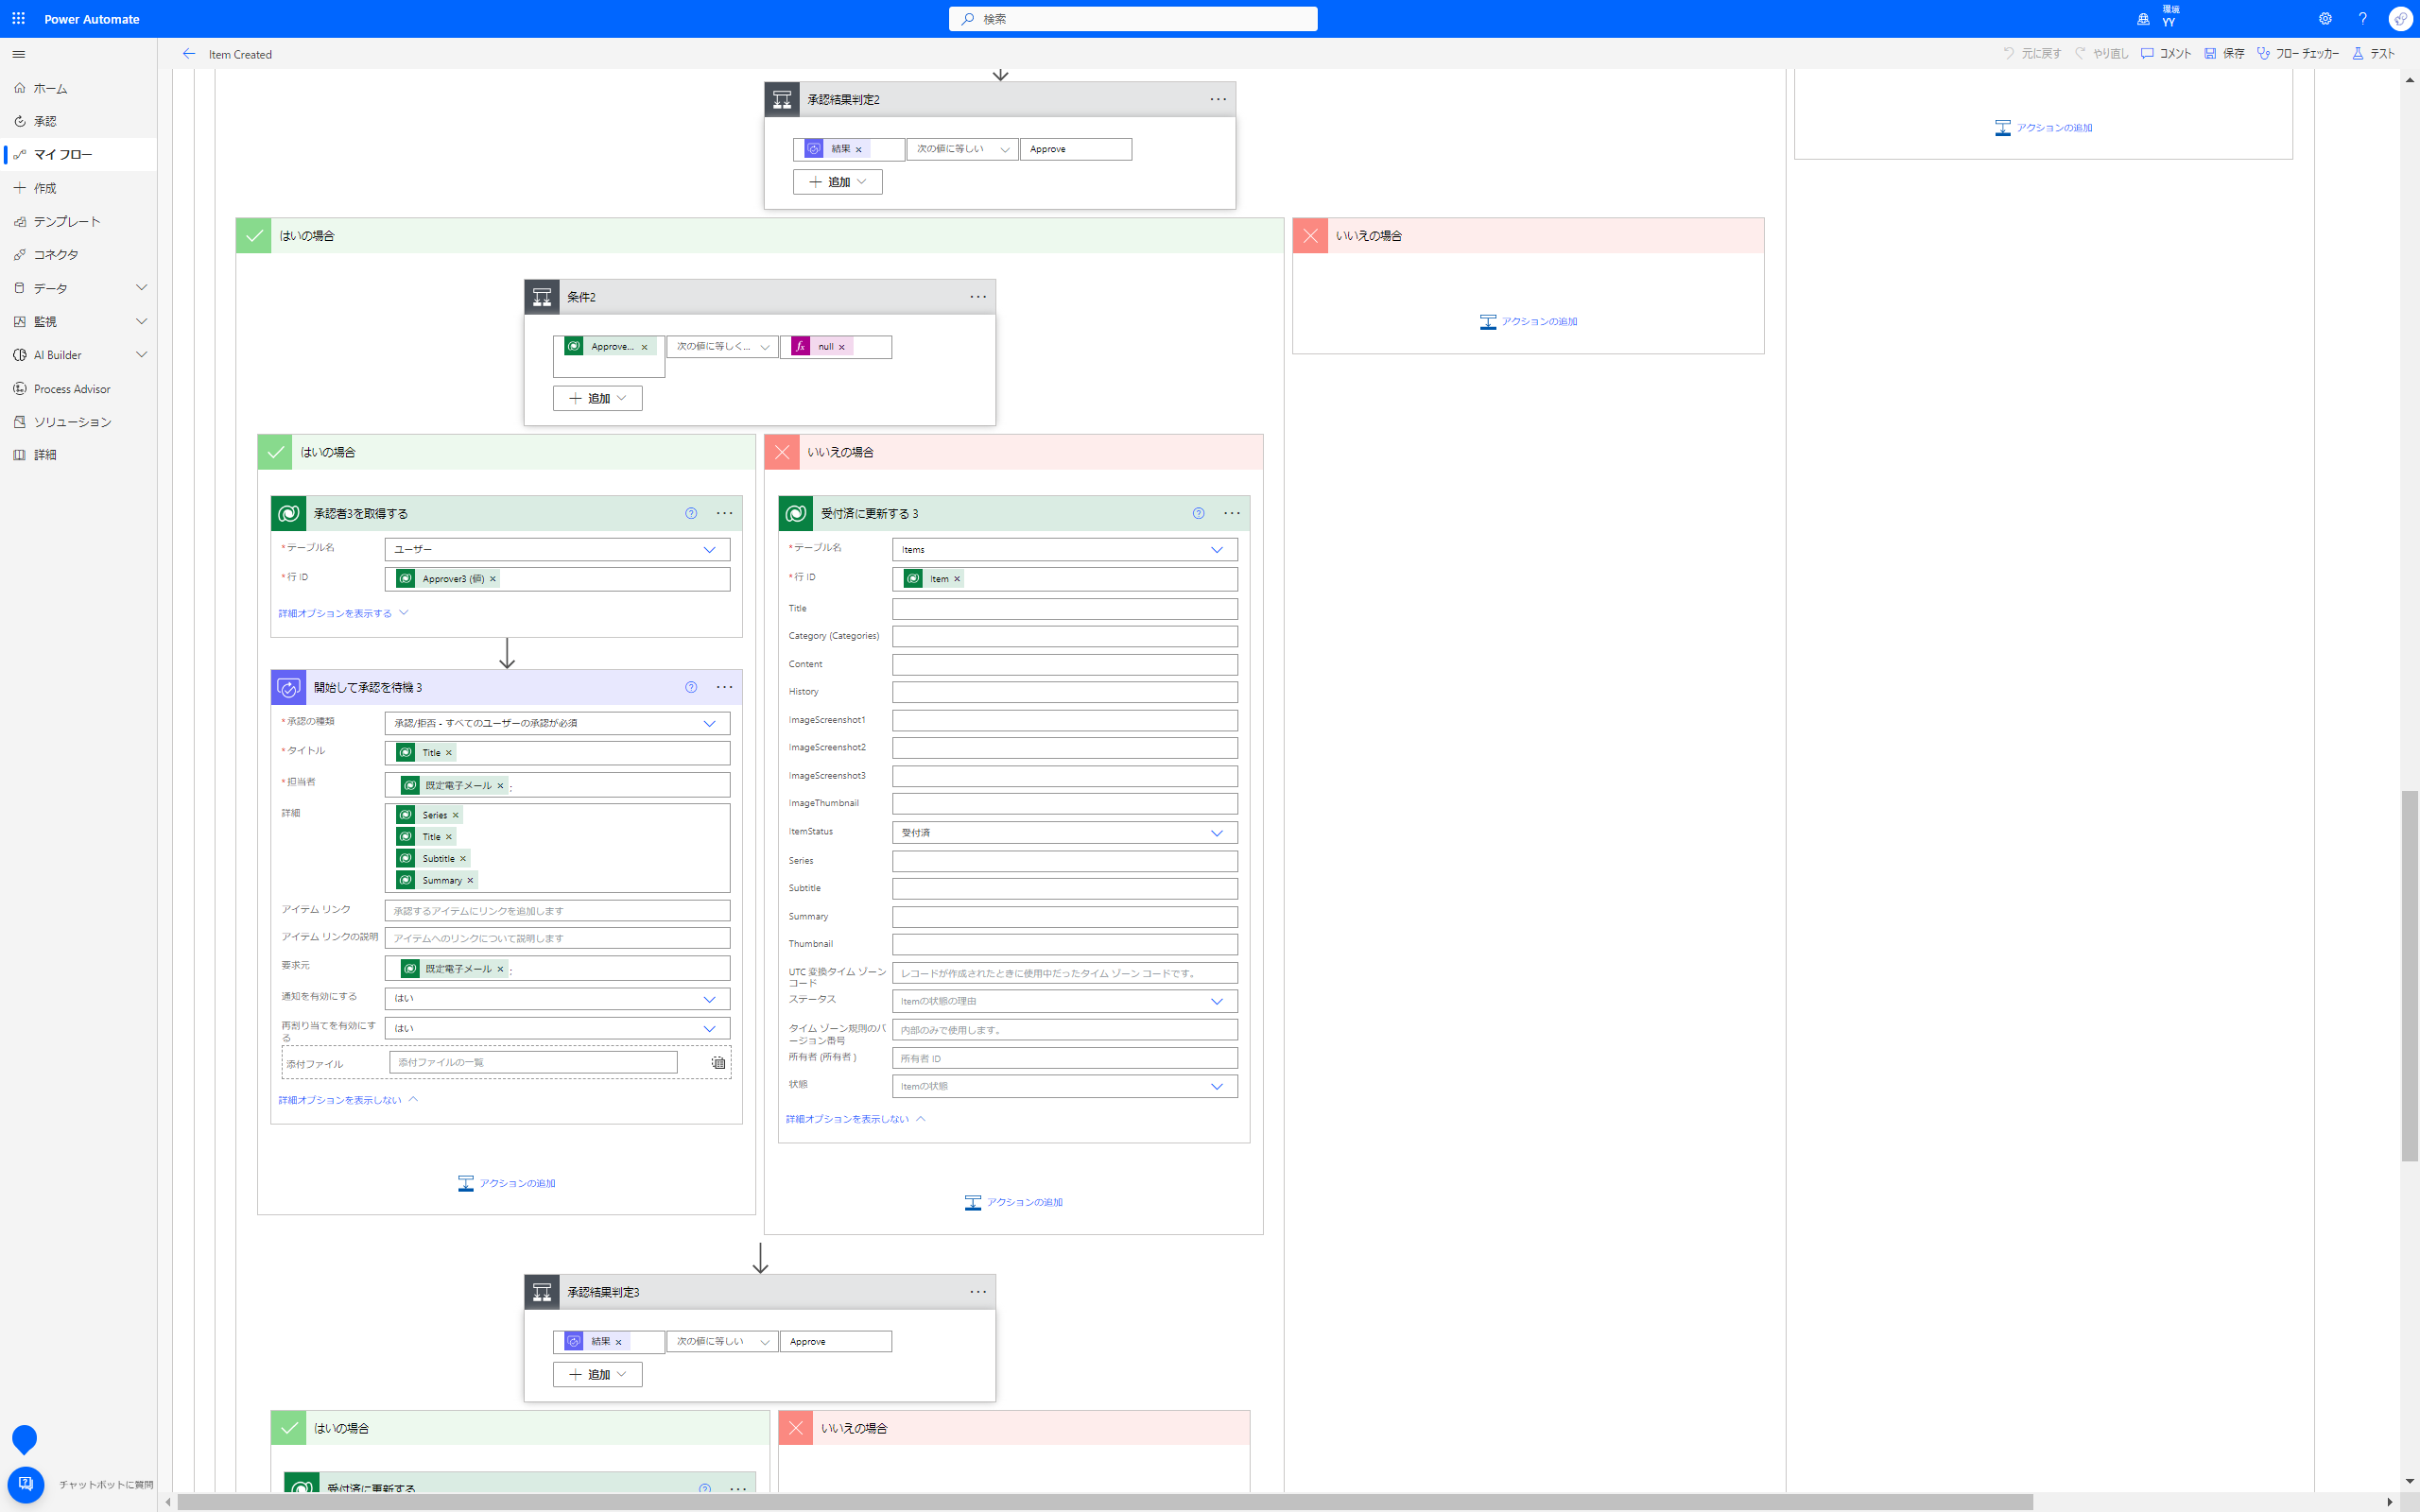 Power Automate
検索
環境
YY
Item Created
元に戻す
やり直し
コメント
保存
フロー チェッカー
テスト
ホーム
承認
マイ フロー
作成
テンプレート
コネクタ
データ
監視
AI Builder
Process Advisor
ソリューション
詳細
チャットボットに質問
承認結果判定2
結果
次の値に等しい
Approve
追加
アクションの追加
はいの場合
いいえの場合
アクションの追加
条件2
Approve...
次の値に等しく...
null
追加
はいの場合
いいえの場合
承認者3を取得する
*テーブル名
ユーザー
*行 ID
Approver3 (値)
詳細オプションを表示する
開始して承認を待機 3
*承認の種類
承認/拒否 - すべてのユーザーの承認が必須
*タイトル
Title
*担当者
既定電子メール ;
詳細
Series
Title
Subtitle
Summary
アイテム リンク
承認するアイテムにリンクを追加します
アイテム リンクの説明
アイテムへのリンクについて説明します
要求元
既定電子メール ;
通知を有効にする
はい
再割り当てを有効にす
る
はい
添付ファイル
添付ファイルの一覧
詳細オプションを表示しない
アクションの追加
受付済に更新する 3
*テーブル名
Items
*行 ID
Item
Title
Category (Categories)
Content
History
ImageScreenshot1
ImageScreenshot2
ImageScreenshot3
ImageThumbnail
ItemStatus
受付済
Series
Subtitle
Summary
Thumbnail
UTC 変換タイム ゾーン
コード
レコードが作成されたときに使用中だったタイム ゾーン コードです。
ステータス
Itemの状態の理由
タイム ゾーン規則のバ
ージョン番号
内部のみで使用します。
所有者 (所有者 )
所有者 ID
状態
Itemの状態
詳細オプションを表示しない
アクションの追加
承認結果判定3
結果
次の値に等しい
Approve
追加
はいの場合
いいえの場合
受付済に更新する